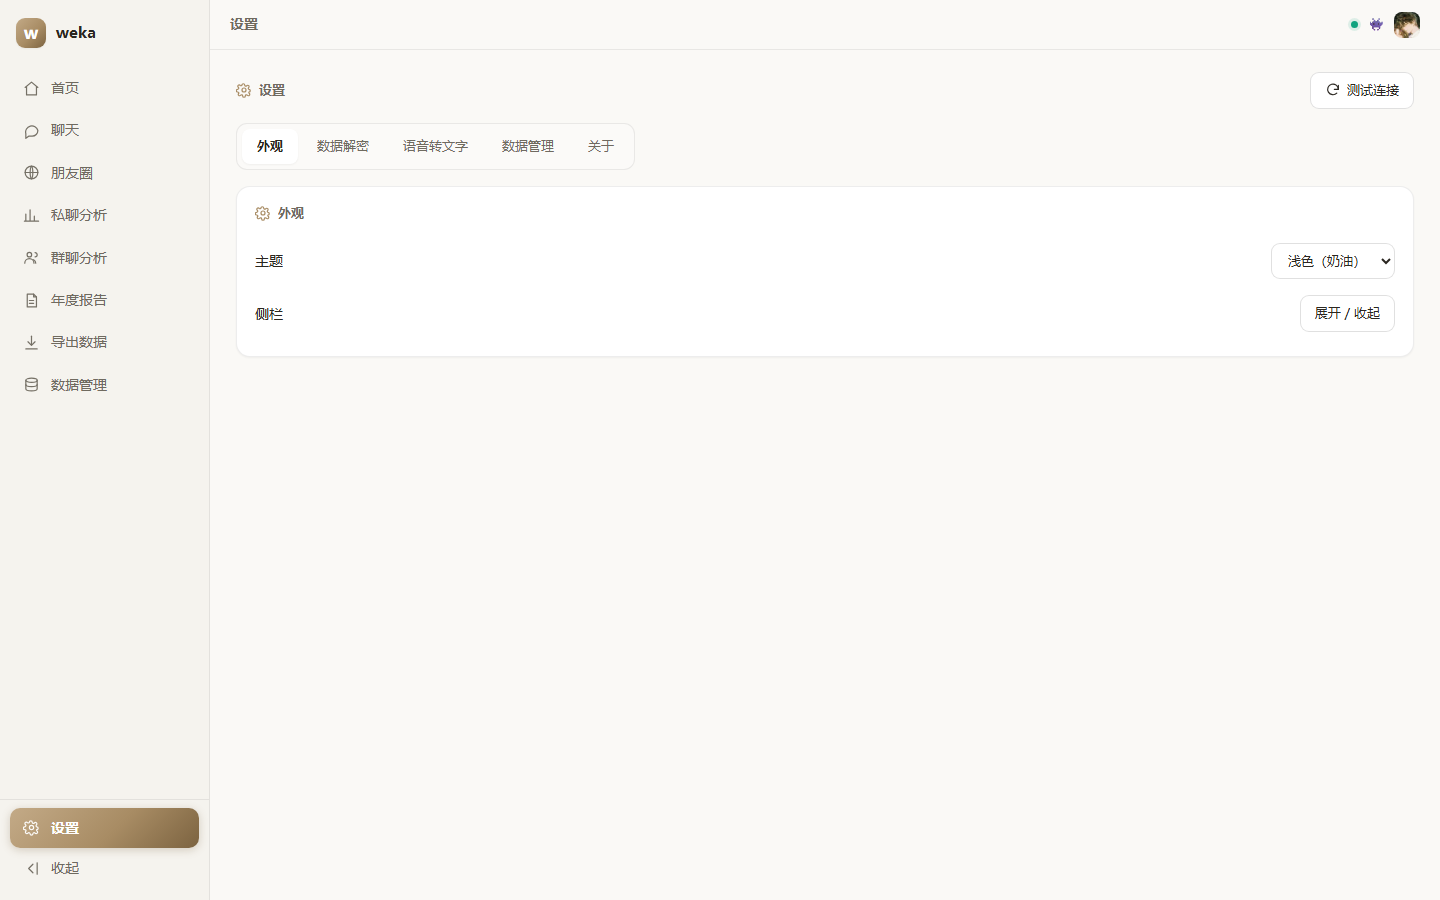 w weka
首页
聊天
朋友圈
私聊分析
群聊分析
年度报告
导出数据
数据管理
设置
收起
设置
设置
测试连接
外观 数据解密 语音转文字 数据管理 关于
外观
主题
浅色（奶油）
侧栏
展开 / 收起